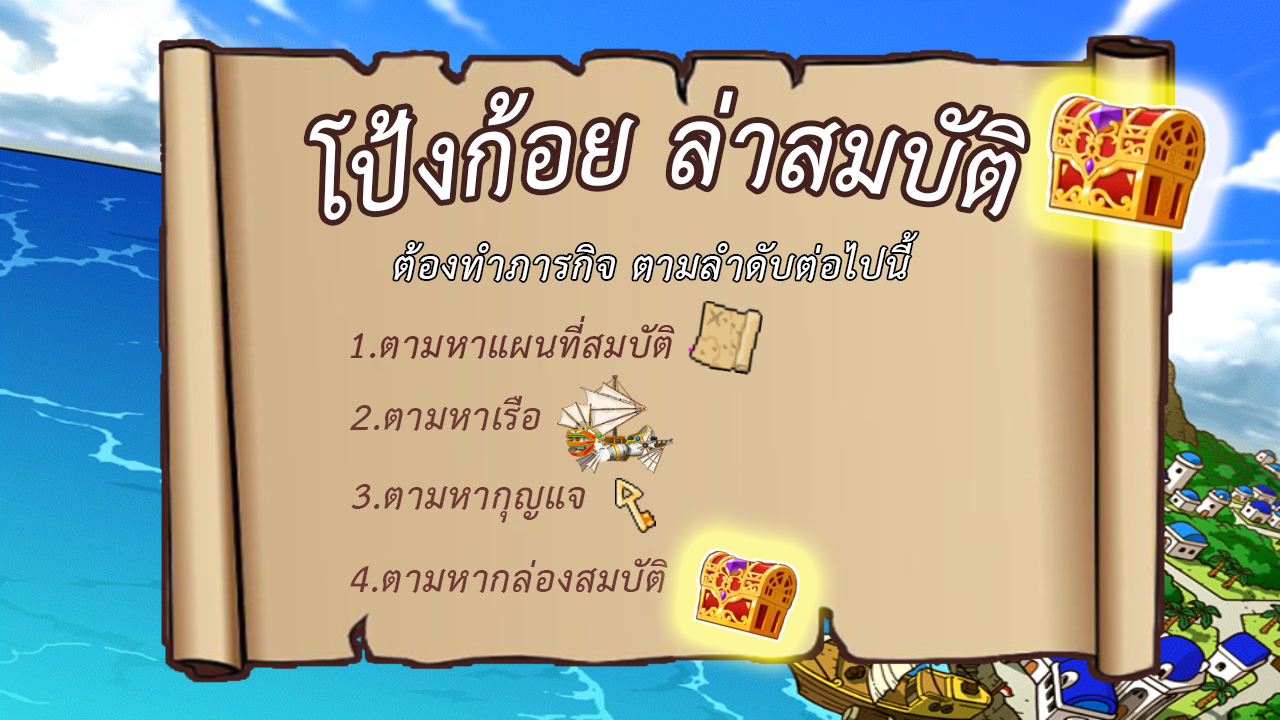 โป้งก้อย ล่าสมบัติ
ต้องทำภารกิจ ตามลำดับต่อไปนี้
1.ตามหาแผนที่สมบัติ
2.ตามหาเรือ
3.ตามหากุญแจ
4.ตามหากล่องสมบัติ